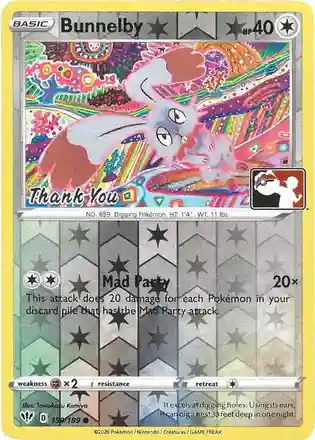 BASIC Bunnelby HP 40
Thank You
NO. 659 Digging Pokémon HT: 1'4" WT: 11 lbs.
Mad Party 20×
This attack does 20 damage for each Pokémon in your
discard pile that has the Mad Party attack.
weakness ×2 resistance retreat
Illus. Tomokazu Komiya
D 150/189
It excels at digging holes. Using its ears,
it can dig a nest 33 feet deep in one night.
©2020 Pokémon / Nintendo / Creatures / GAME FREAK